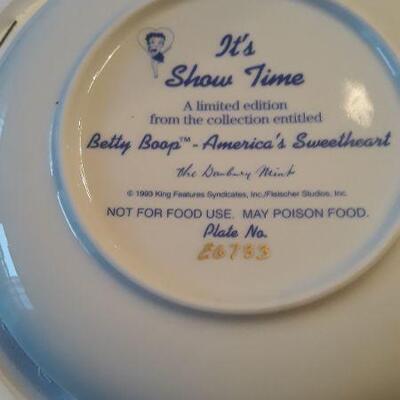 It's
Show Time
A limited edition
from the collection entitled
Betty Boop™ - America's Sweetheart
The Danbury Mint
© 1993 King Features Syndicates, Inc./Fleischer Studios, Inc.
NOT FOR FOOD USE. MAY POISON FOOD.
Plate No.
E6733